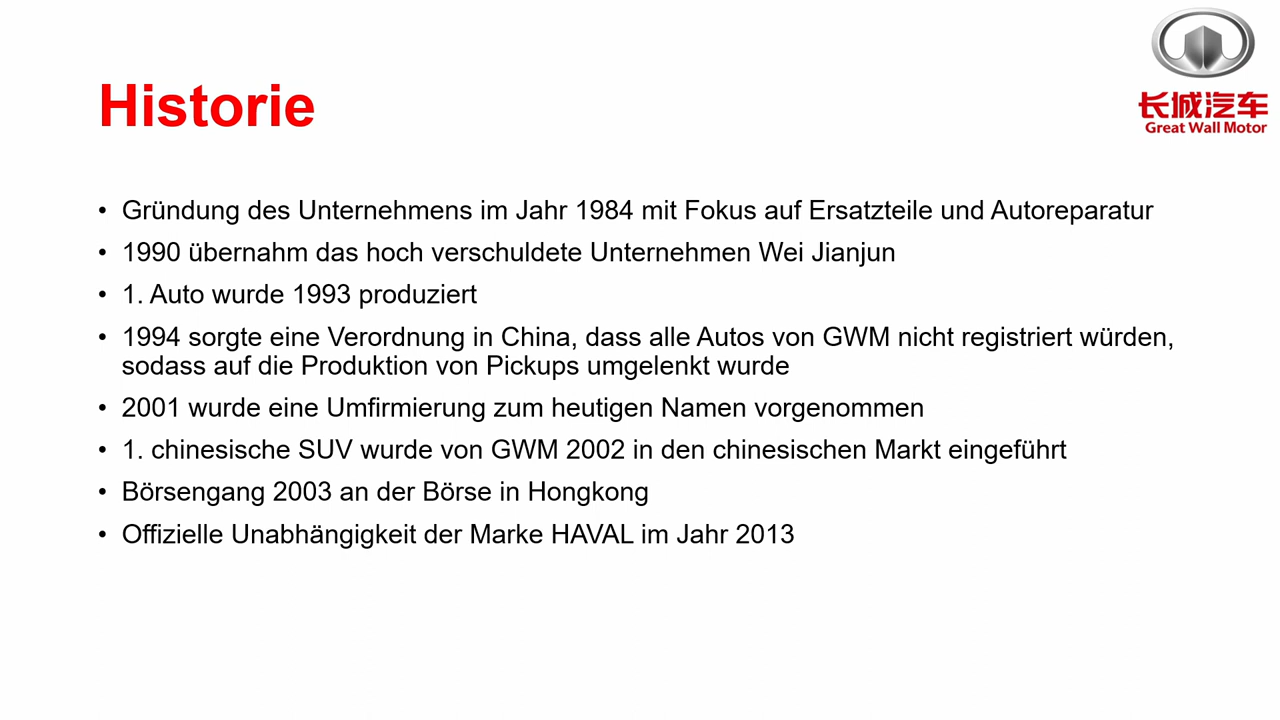 长城汽车
Great Wall Motor
Historie
• Gründung des Unternehmens im Jahr 1984 mit Fokus auf Ersatzteile und Autoreparatur
• 1990 übernahm das hoch verschuldete Unternehmen Wei Jianjun
• 1. Auto wurde 1993 produziert
• 1994 sorgte eine Verordnung in China, dass alle Autos von GWM nicht registriert würden,
sodass auf die Produktion von Pickups umgelenkt wurde
• 2001 wurde eine Umfirmierung zum heutigen Namen vorgenommen
• 1. chinesische SUV wurde von GWM 2002 in den chinesischen Markt eingeführt
• Börsengang 2003 an der Börse in Hongkong
• Offizielle Unabhängigkeit der Marke HAVAL im Jahr 2013